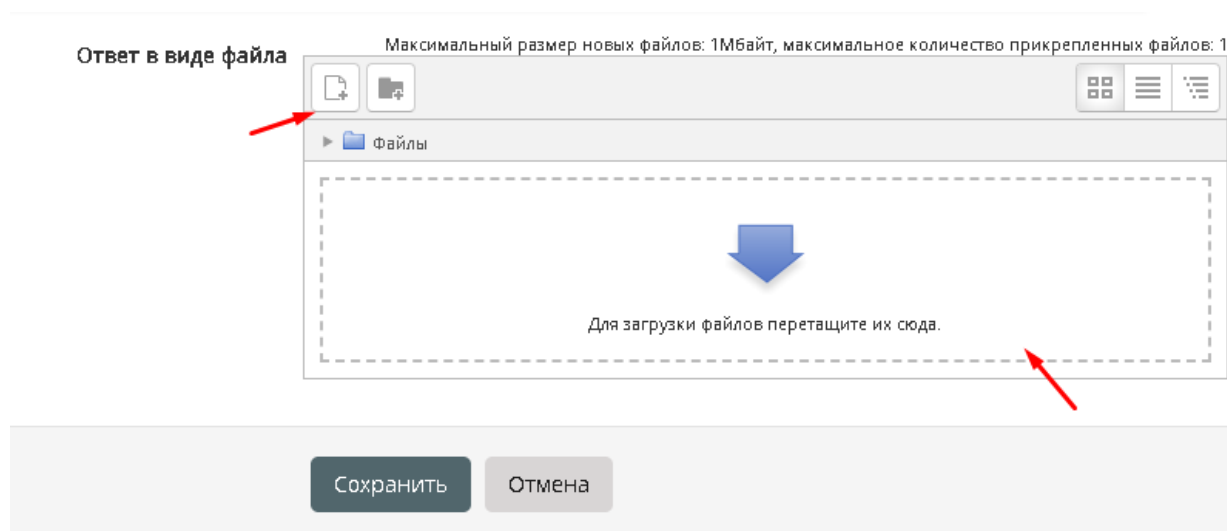 Максимальный размер новых файлов: 1Мбайт, максимальное количество прикрепленных файлов: 1
Ответ в виде файла
Файлы
Для загрузки файлов перетащите их сюда.
Сохранить
Отмена